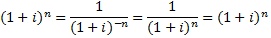 (1 + i)ⁿ = 1/(1 + i)⁻ⁿ = 1/(1 + i)ⁿ = (1 + i)ⁿ